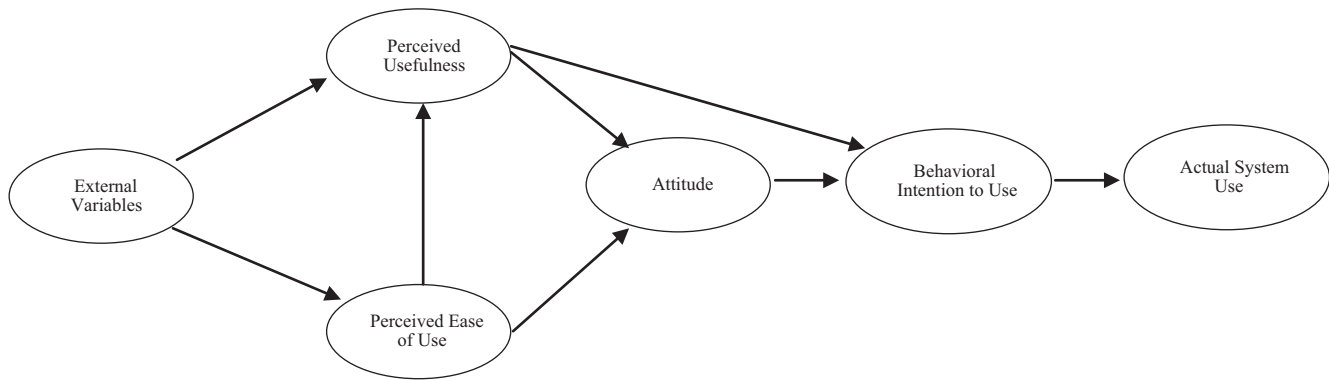 Perceived
Usefulness
External
Variables
Attitude
Behavioral
Intention to Use
Actual System
Use
Perceived Ease
of Use